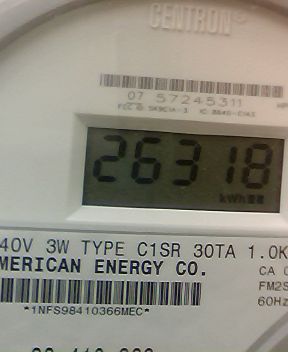 CENTRON®
07 57245311
26318
kWh
40V 3W TYPE C1SR 30TA 1.0K
MERICAN ENERGY CO.
CA
FM2S
60Hz
*1NFS98410366MEC*